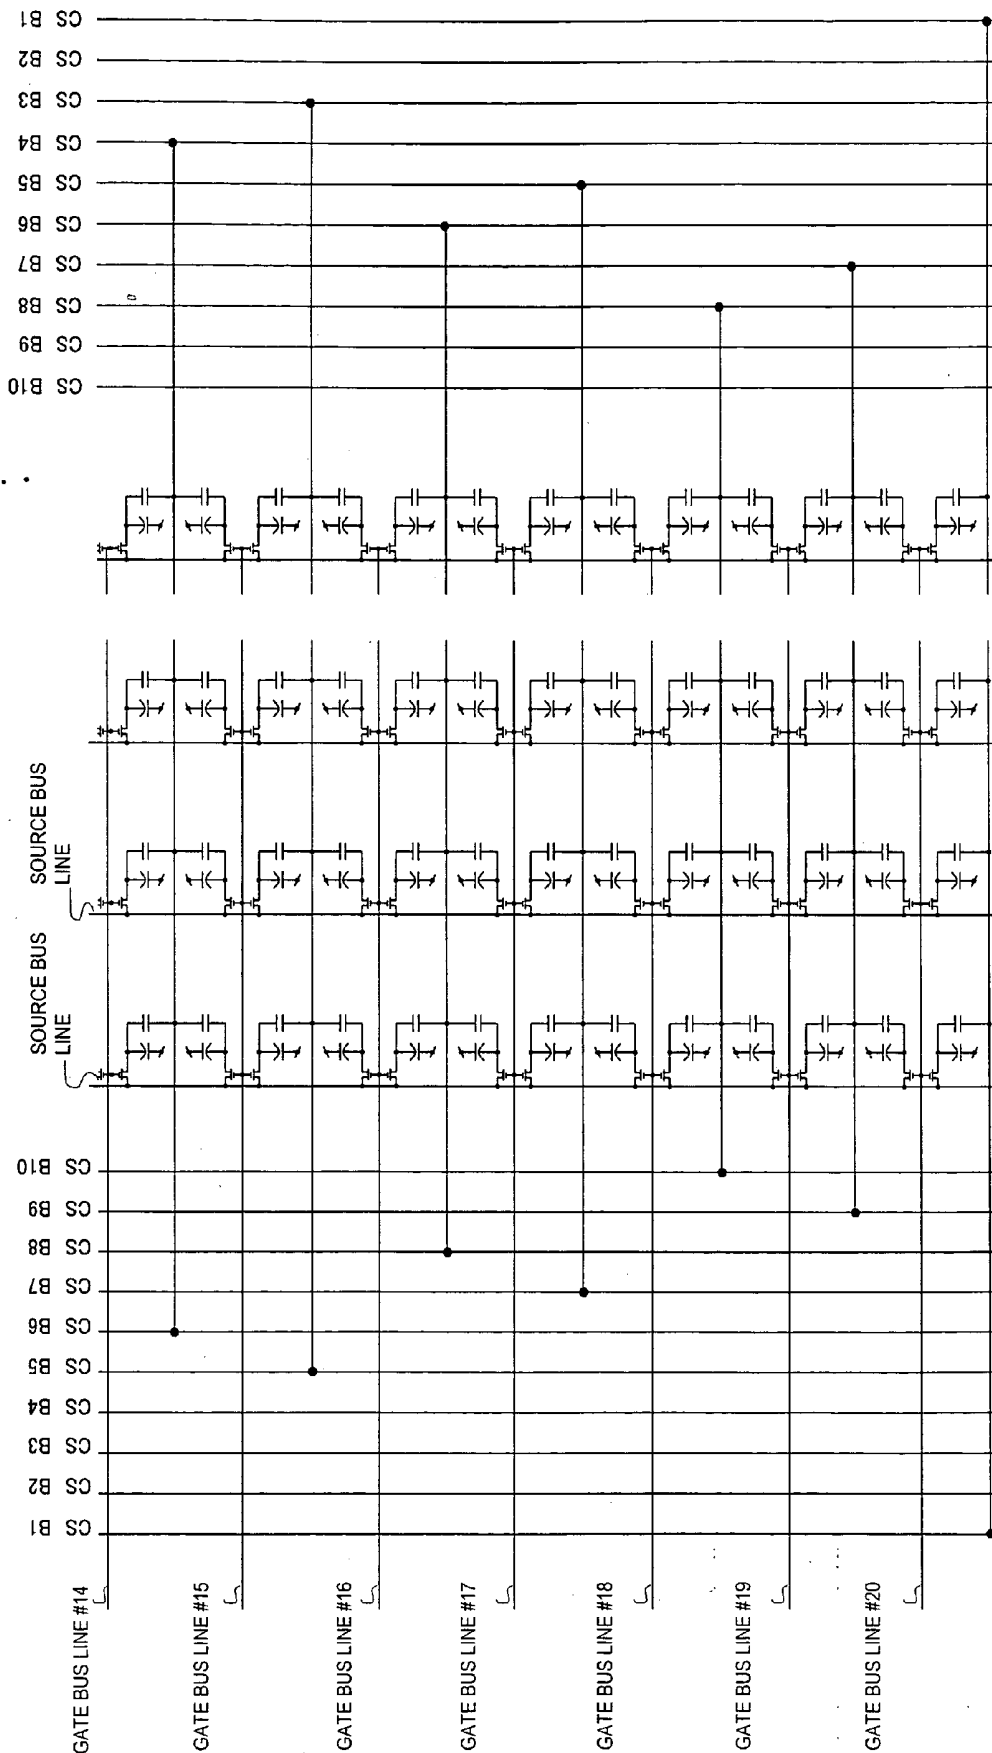 CS B1
CS B2
CS B3
CS B4
CS B5
CS B6
CS B7
CS B8
CS B9
CS B10
SOURCE BUS
LINE
SOURCE BUS
LINE
CS B10
CS B9
CS B8
CS B7
CS B6
CS B5
CS B4
CS B3
CS B2
CS B1
GATE BUS LINE #14
GATE BUS LINE #15
GATE BUS LINE #16
GATE BUS LINE #17
GATE BUS LINE #18
GATE BUS LINE #19
GATE BUS LINE #20